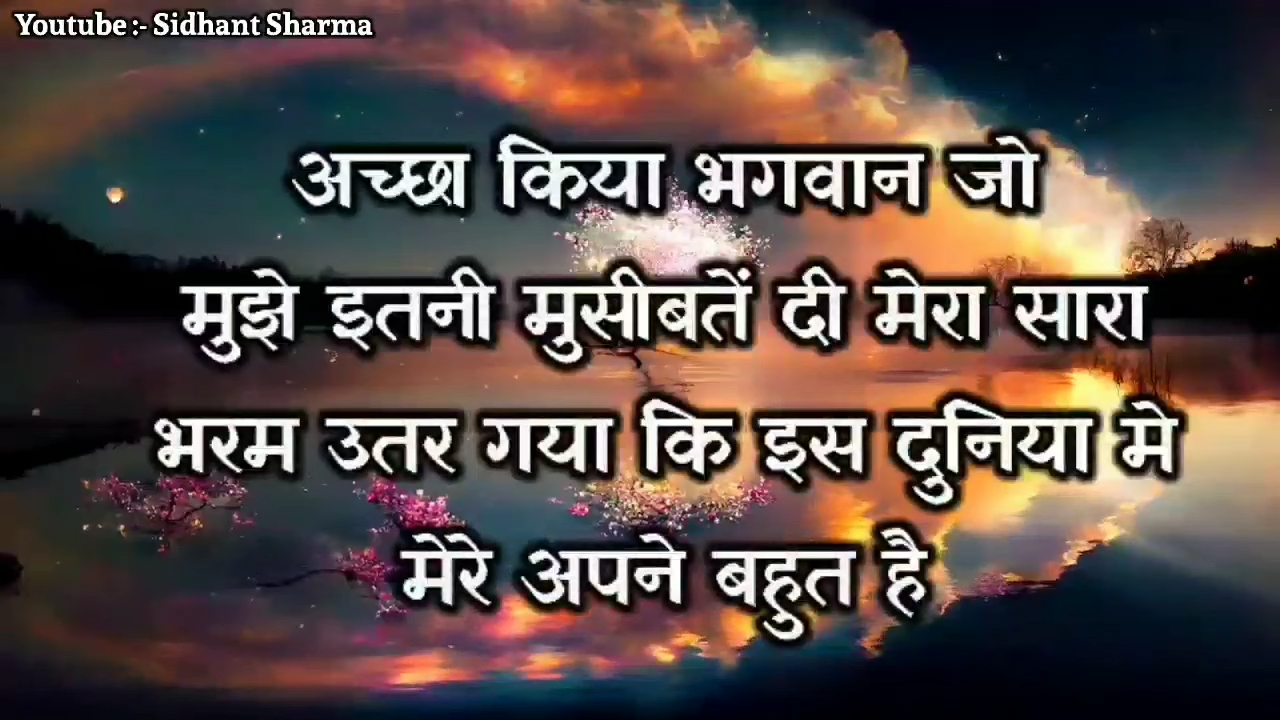 Youtube :- Sidhant Sharma
अच्छा किया भगवान जो
मुझे इतनी मुसीबतें दी मेरा सारा
भरम उतर गया कि इस दुनिया मे
मेरे अपने बहुत है